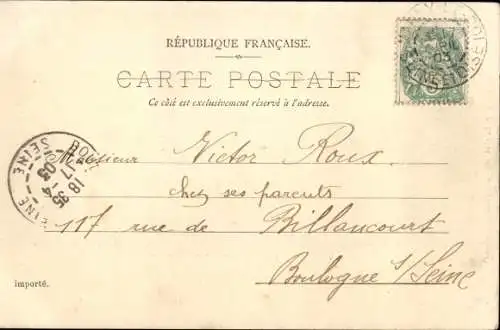 RÉPUBLIQUE FRANÇAISE.
CARTE POSTALE
Ce côté est exclusivement réservé à l'adresse.
Monsieur Victor Roux
chez ses parents
117 rue de Billancourt
Boulogne s/Seine
importé.
SEINE